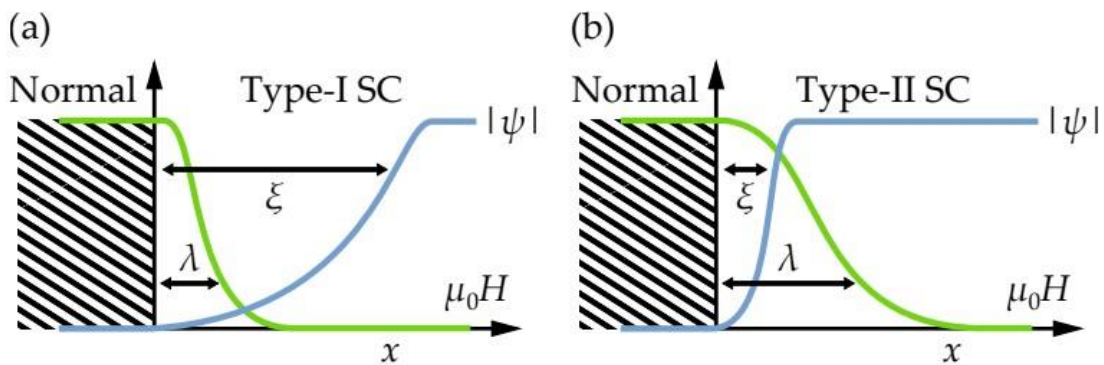 (a)
Normal
Type-I SC
|ψ|
ξ
λ
μ₀H
x
(b)
Normal
Type-II SC
|ψ|
ξ
λ
μ₀H
x